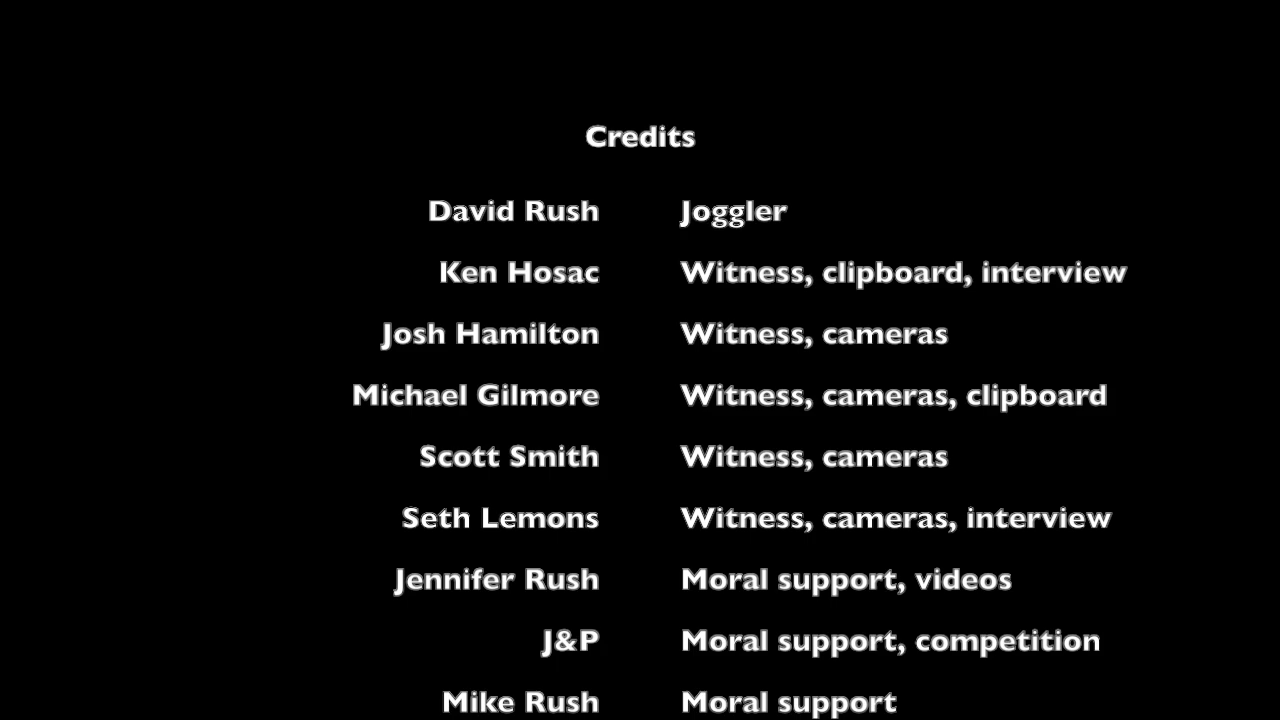 Credits
David Rush Joggler
Ken Hosac Witness, clipboard, interview
Josh Hamilton Witness, cameras
Michael Gilmore Witness, cameras, clipboard
Scott Smith Witness, cameras
Seth Lemons Witness, cameras, interview
Jennifer Rush Moral support, videos
J&P Moral support, competition
Mike Rush Moral support